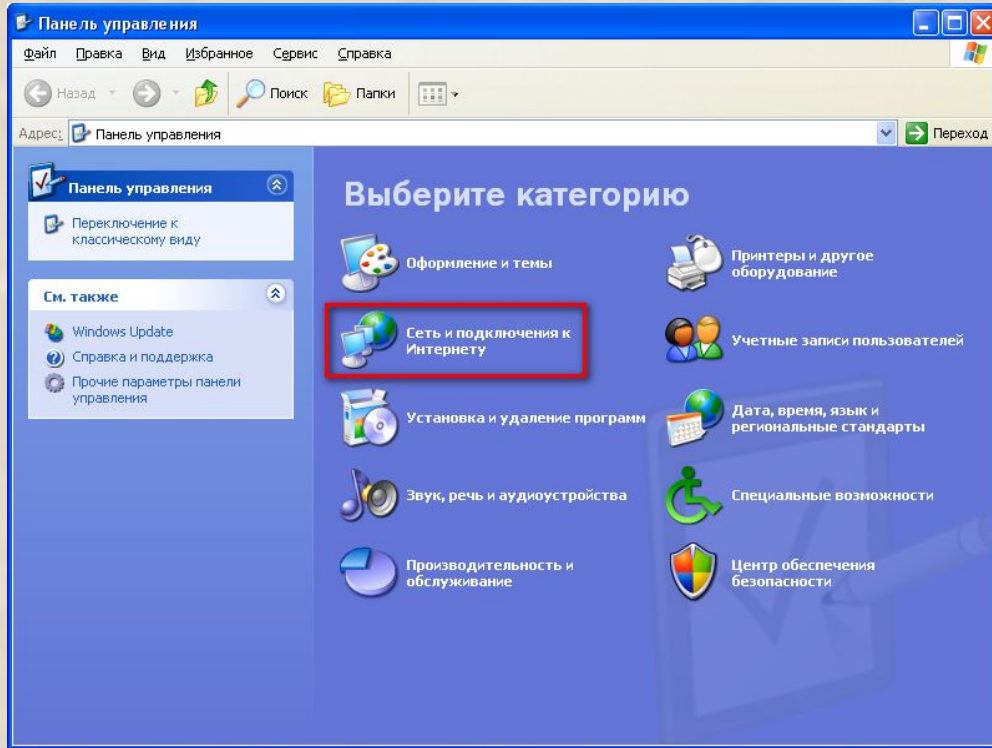 Панель управления
Файл Правка Вид Избранное Сервис Справка
Назад Поиск Папки
Адрес: Панель управления Переход
Панель управления
Переключение к
классическому виду
См. также
Windows Update
Справка и поддержка
Прочие параметры панели
управления
Выберите категорию
Оформление и темы
Принтеры и другое
оборудование
Сеть и подключения к
Интернету
Учетные записи пользователей
Установка и удаление программ
Дата, время, язык и
региональные стандарты
Звук, речь и аудиоустройства
Специальные возможности
Производительность и
обслуживание
Центр обеспечения
безопасности